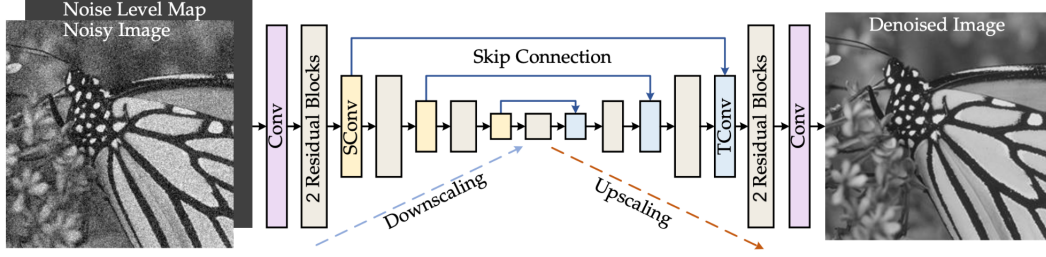 Noise Level Map
Noisy Image
Conv
2 Residual Blocks
SConv
Skip Connection
Downscaling
Upscaling
TConv
2 Residual Blocks
Conv
Denoised Image